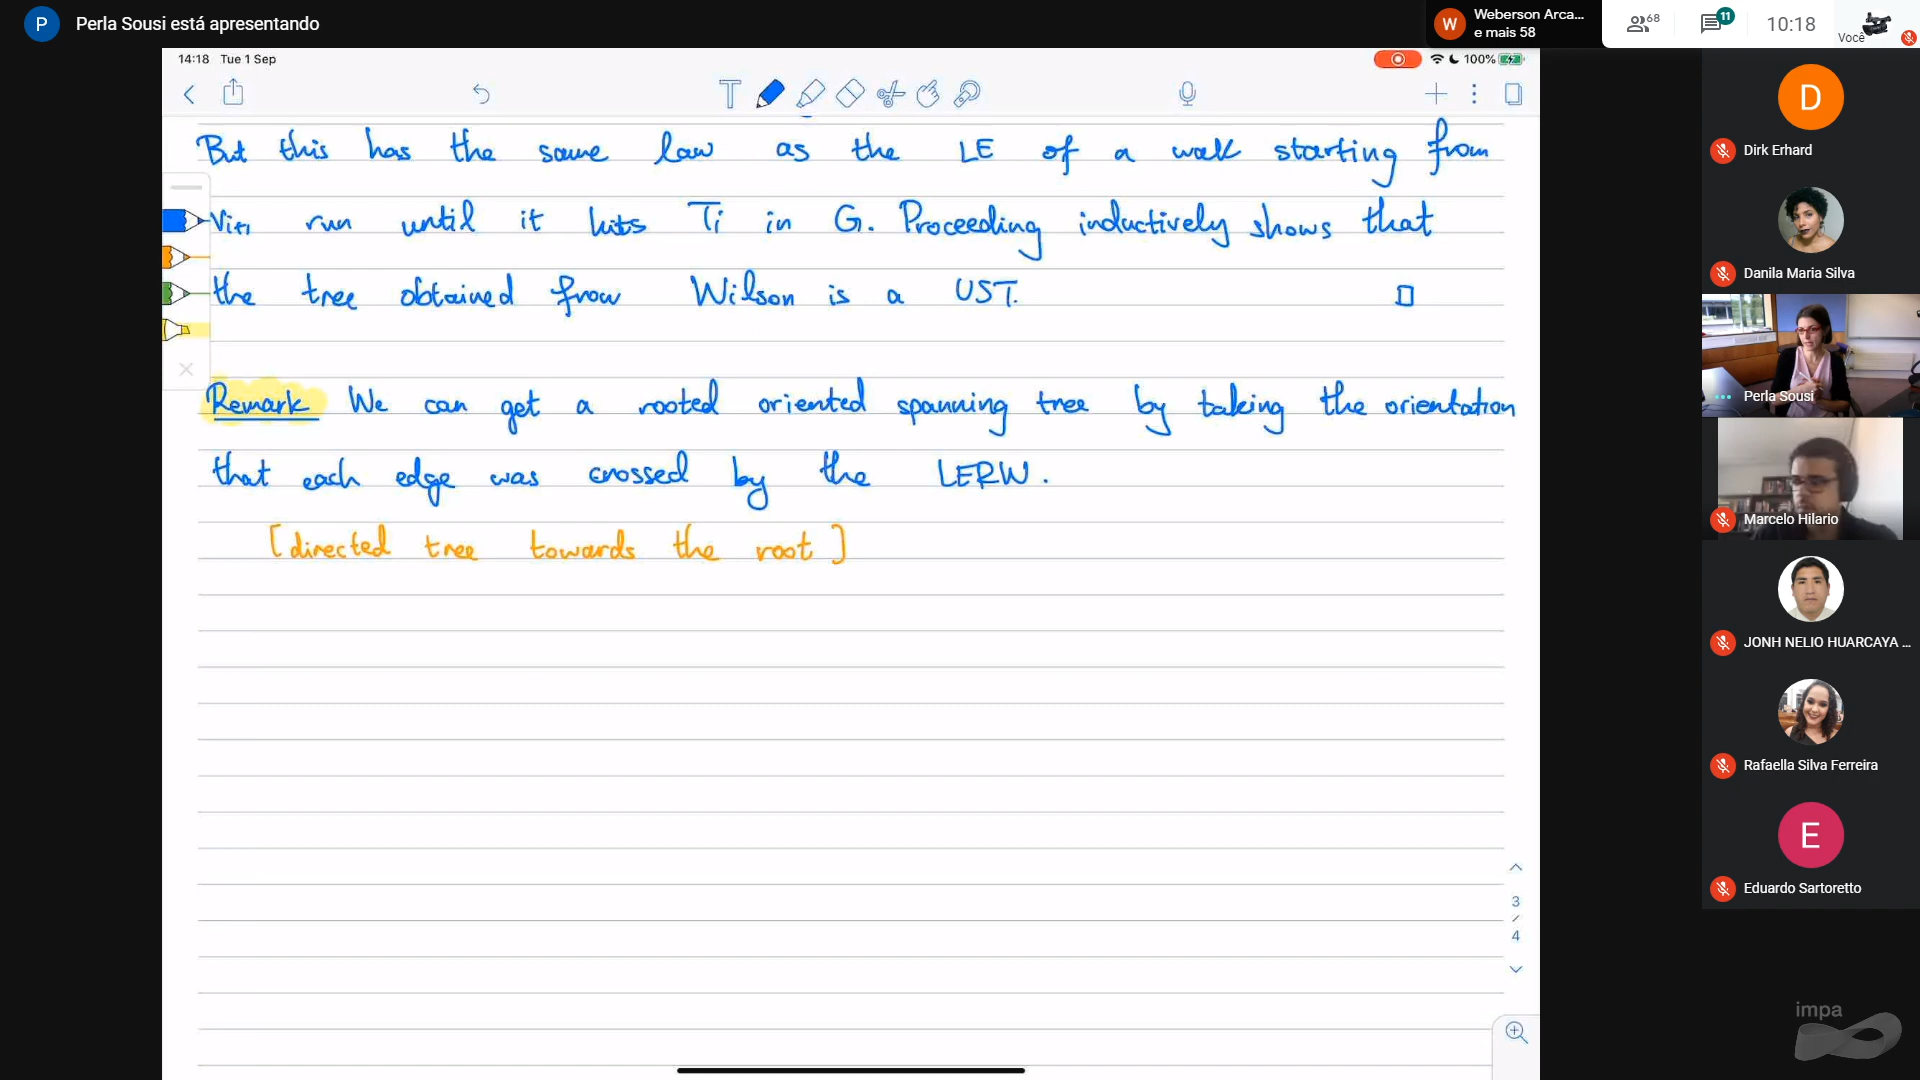 P Perla Sousi está apresentando
W Weberson Arca...
e mais 58
68
11
10:18
Você
14:18 Tue 1 Sep
100%
But this has the same law as the LE of a walk starting from
Vi+1 run until it hits Ti in G. Proceeding inductively shows that
the tree obtained from Wilson is a UST. □
Remark We can get a rooted oriented spanning tree by taking the orientation
that each edge was crossed by the LERW.
[directed tree towards the root]
3
/
4
D
Dirk Erhard
Danila Maria Silva
Perla Sousi
Marcelo Hilario
JONH NELIO HUARCAYA ...
Rafaella Silva Ferreira
E
Eduardo Sartoretto
impa